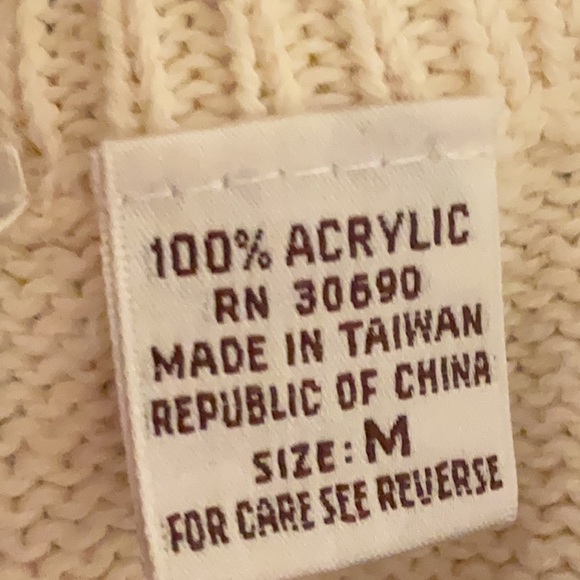 100% ACRYLIC
RN 30690
MADE IN TAIWAN
REPUBLIC OF CHINA
SIZE: M
FOR CARE SEE REVERSE